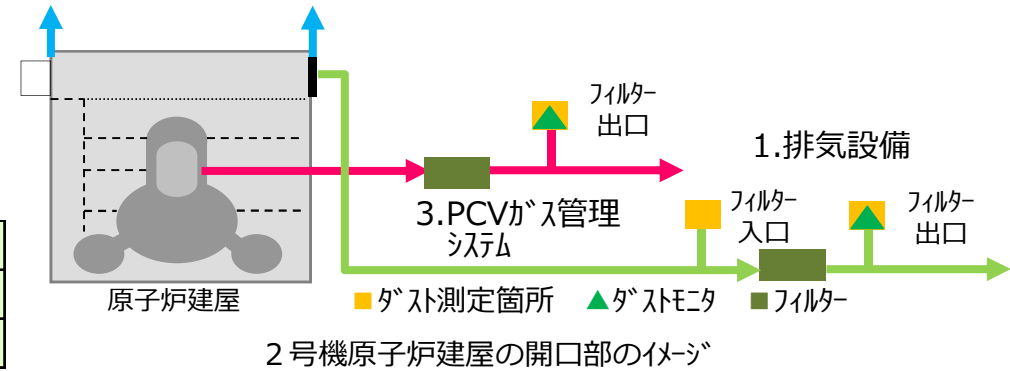 フィルター
出口
1.排気設備
3.PCVガス管理
システム
フィルター
入口
フィルター
出口
原子炉建屋
■ダスト測定箇所 ▲ダストモニタ ■フィルター
２号機原子炉建屋の開口部のイメージ